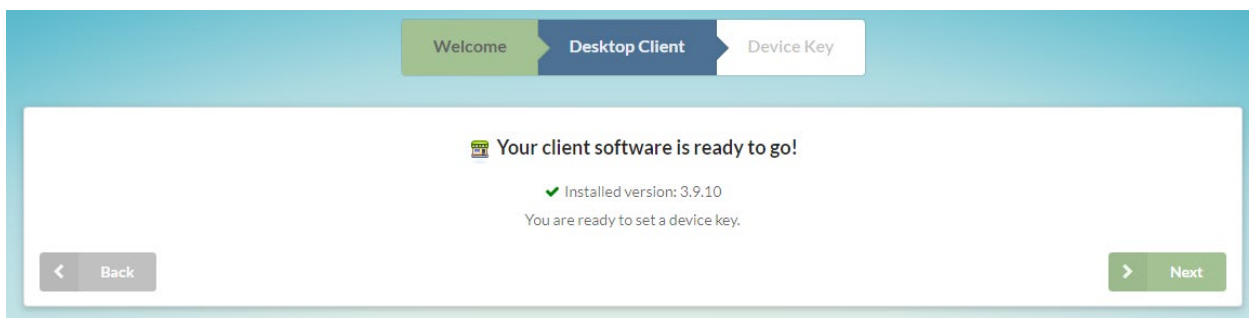 Welcome
Desktop Client
Device Key
Your client software is ready to go!
Installed version: 3.9.10
You are ready to set a device key.
Back
Next